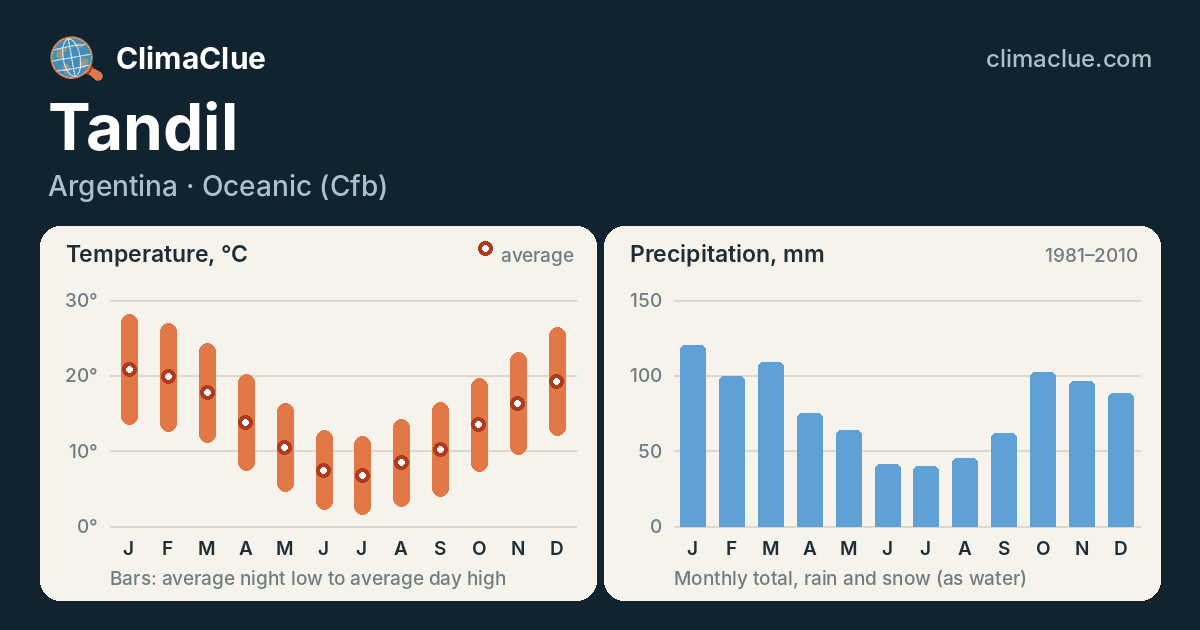 ClimaClue
climaclue.com
Tandil
Argentina · Oceanic (Cfb)
Temperature, °C
average
30°
20°
10°
0°
J F M A M J J A S O N D
Bars: average night low to average day high
Precipitation, mm
1981–2010
150
100
50
0
J F M A M J J A S O N D
Monthly total, rain and snow (as water)